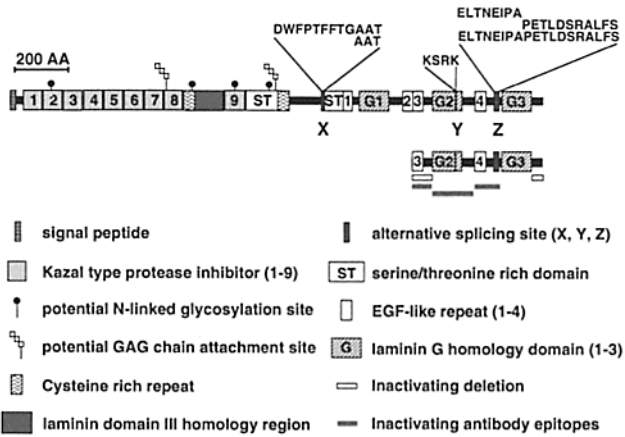 ELTNEIPA
DWFPTFFTGAAT
PETLDSRALFS
AAT
KSRK
ELTNEIPAPETLDSRALFS
200 AA
1 2 3 4 5 6 7 8 9 ST ST 1 G1 2 3 G2 4 G3
X Y Z
3 G2 4 G3
signal peptide
alternative splicing site (X, Y, Z)
Kazal type protease inhibitor (1-9)
ST serine/threonine rich domain
potential N-linked glycosylation site
EGF-like repeat (1-4)
potential GAG chain attachment site
G laminin G homology domain (1-3)
Cysteine rich repeat
Inactivating deletion
laminin domain III homology region
Inactivating antibody epitopes